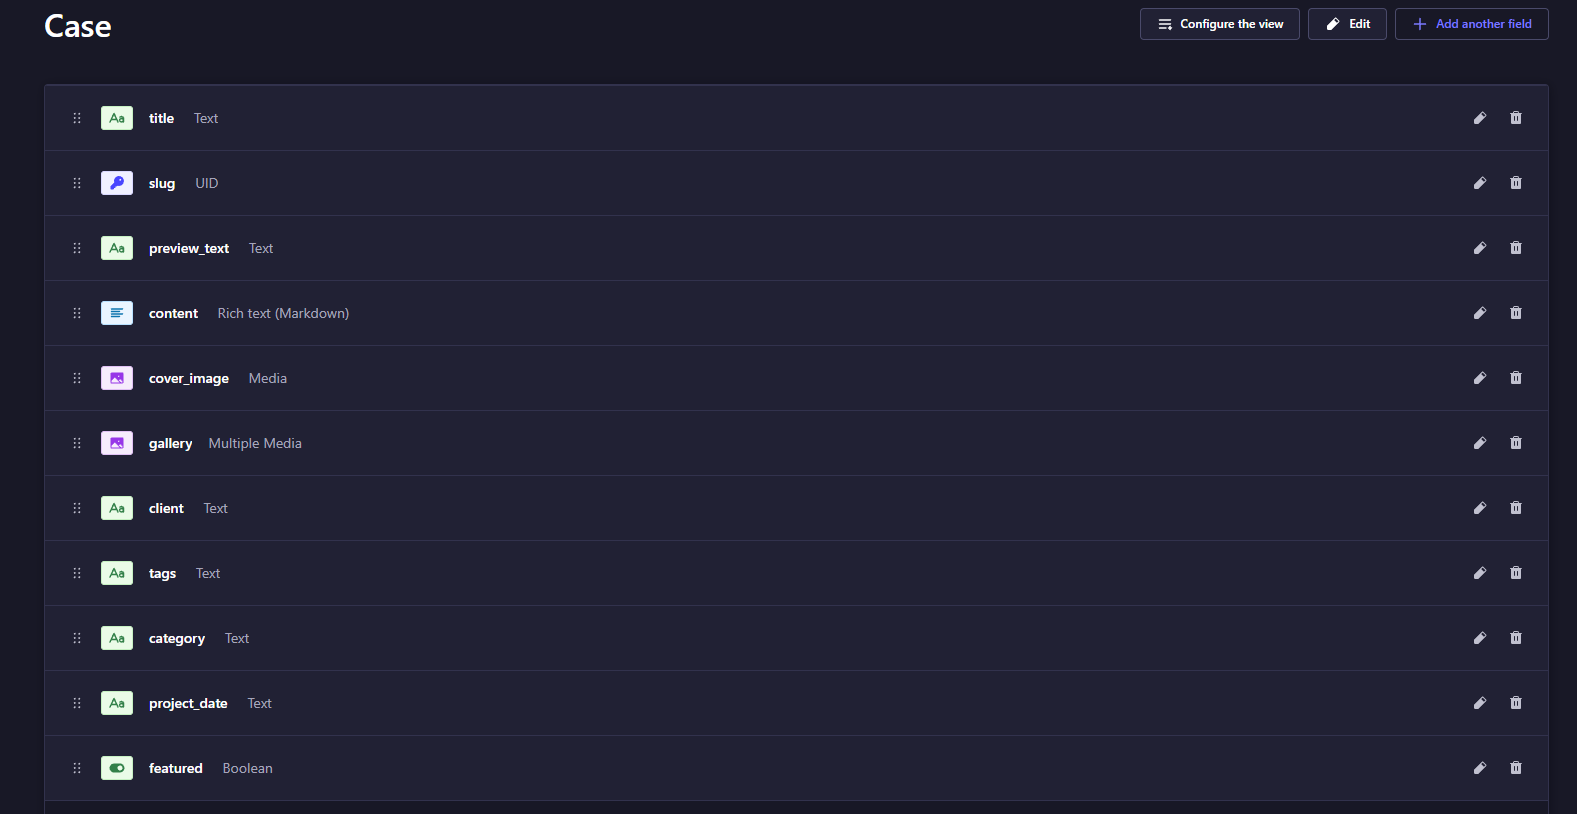 Case
Configure the view
Edit
Add another field
Aa title Text
slug UID
Aa preview_text Text
content Rich text (Markdown)
cover_image Media
gallery Multiple Media
Aa client Text
Aa tags Text
Aa category Text
Aa project_date Text
featured Boolean